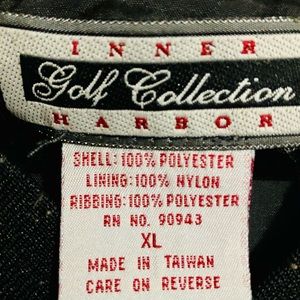 INNER
Golf Collection
HARBOR
SHELL:100% POLYESTER
LINING:100% NYLON
RIBBING:100% POLYESTER
RN NO. 90943
XL
MADE IN TAIWAN
CARE ON REVERSE